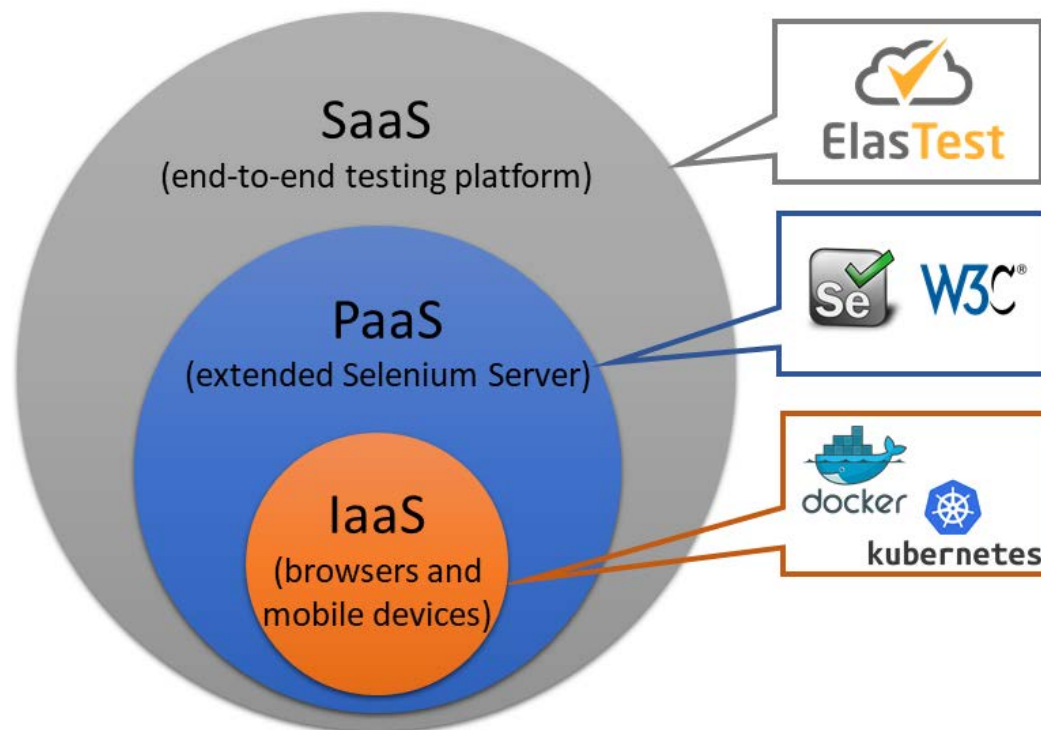 SaaS
(end-to-end testing platform)
PaaS
(extended Selenium Server)
IaaS
(browsers and
mobile devices)
ElasTest
Se
W3C®
docker
kubernetes